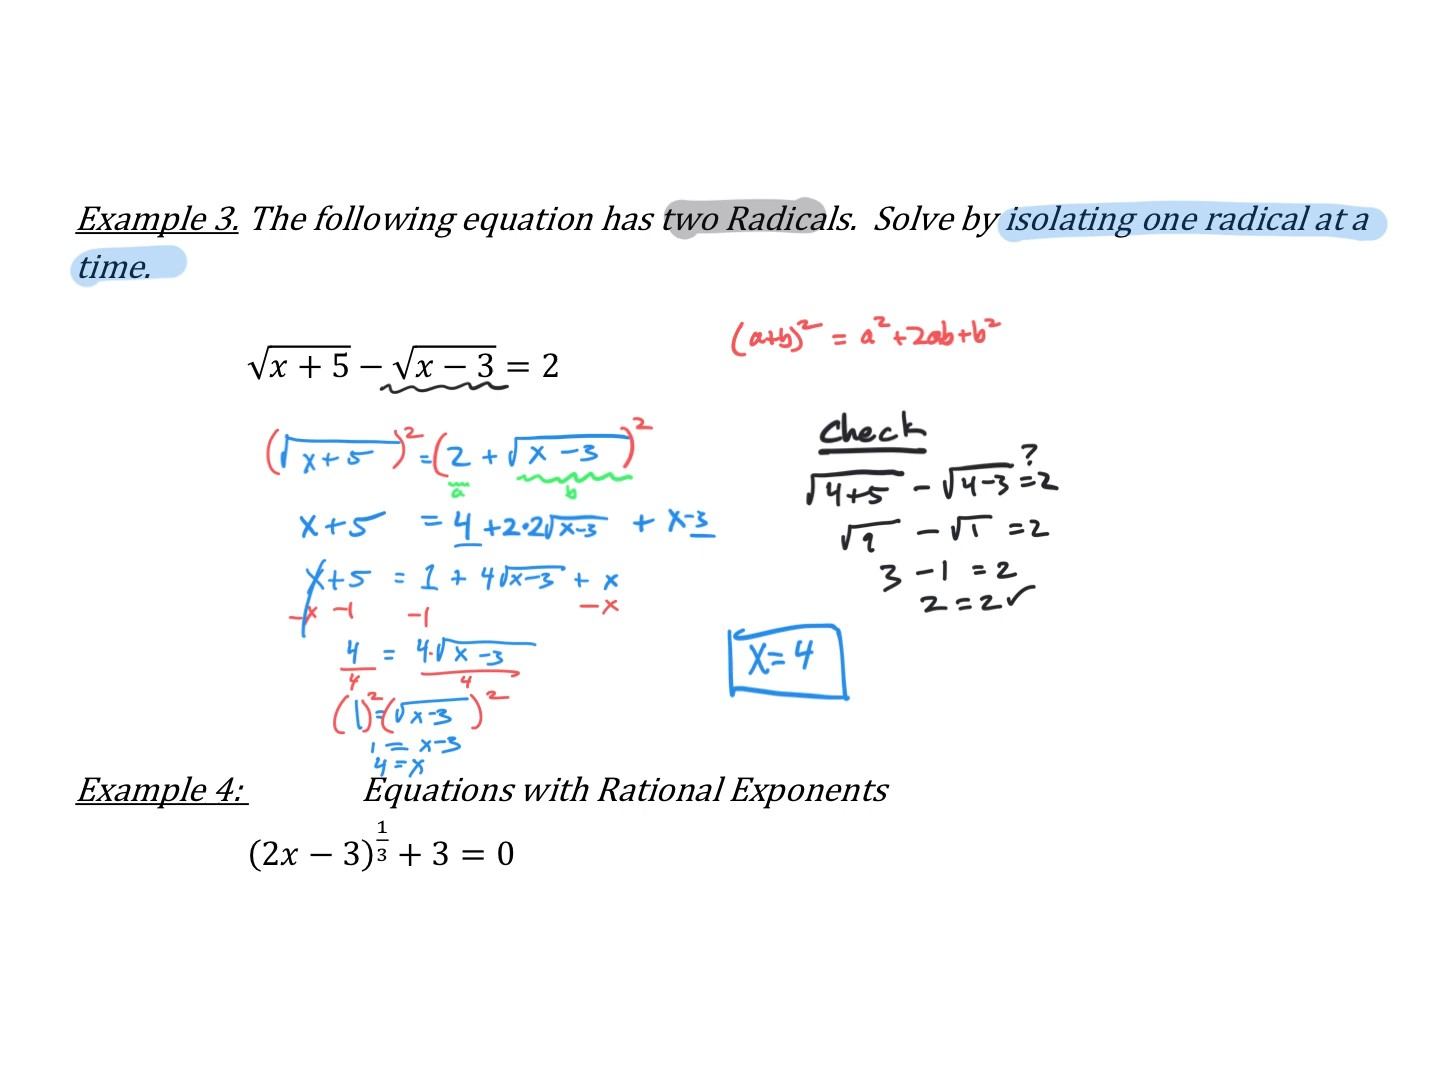 Example 3. The following equation has two Radicals. Solve by isolating one radical at a
time.
(a+b)² = a²+2ab+b²
√(x + 5) − √(x − 3) = 2
(√(x+5))² = (2 + √(x −3))²
a b
x+5 = 4 +2•2√(x-3) + x-3
x+5 = 1 + 4√(x-3) + x
-x -1 -1 -x
4 = 4·√(x -3)
4 4
(1)² = (√(x-3))²
1 = x-3
4 = x
Check
?
√(4+5) − √(4-3) = 2
√9 − √1 = 2
3 − 1 = 2
2 = 2 ✓
x = 4
Example 4: Equations with Rational Exponents
(2x − 3)^(1/3) + 3 = 0